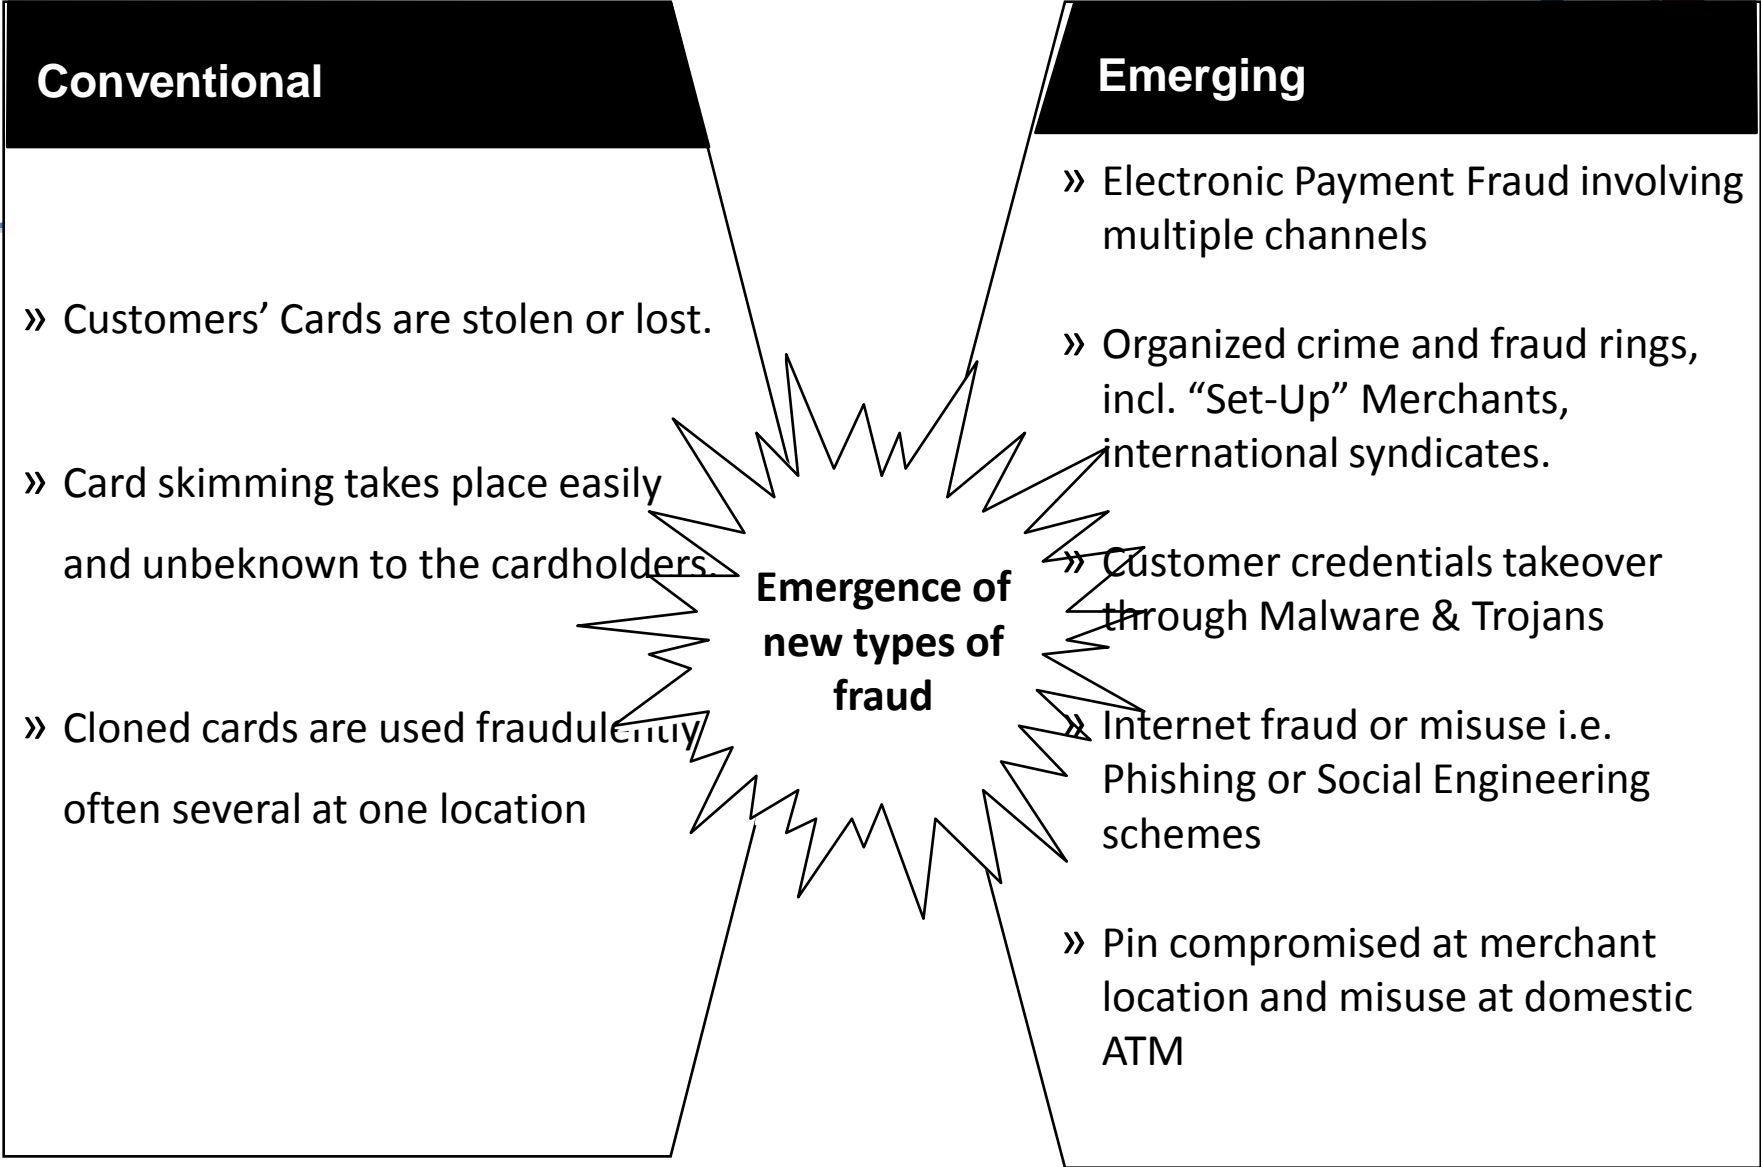 Conventional
» Customers’ Cards are stolen or lost.
» Card skimming takes place easily
and unbeknown to the cardholders.
» Cloned cards are used fraudulently
often several at one location
Emergence of
new types of
fraud
Emerging
» Electronic Payment Fraud involving
multiple channels
» Organized crime and fraud rings,
incl. “Set-Up” Merchants,
international syndicates.
» Customer credentials takeover
through Malware & Trojans
» Internet fraud or misuse i.e.
Phishing or Social Engineering
schemes
» Pin compromised at merchant
location and misuse at domestic
ATM